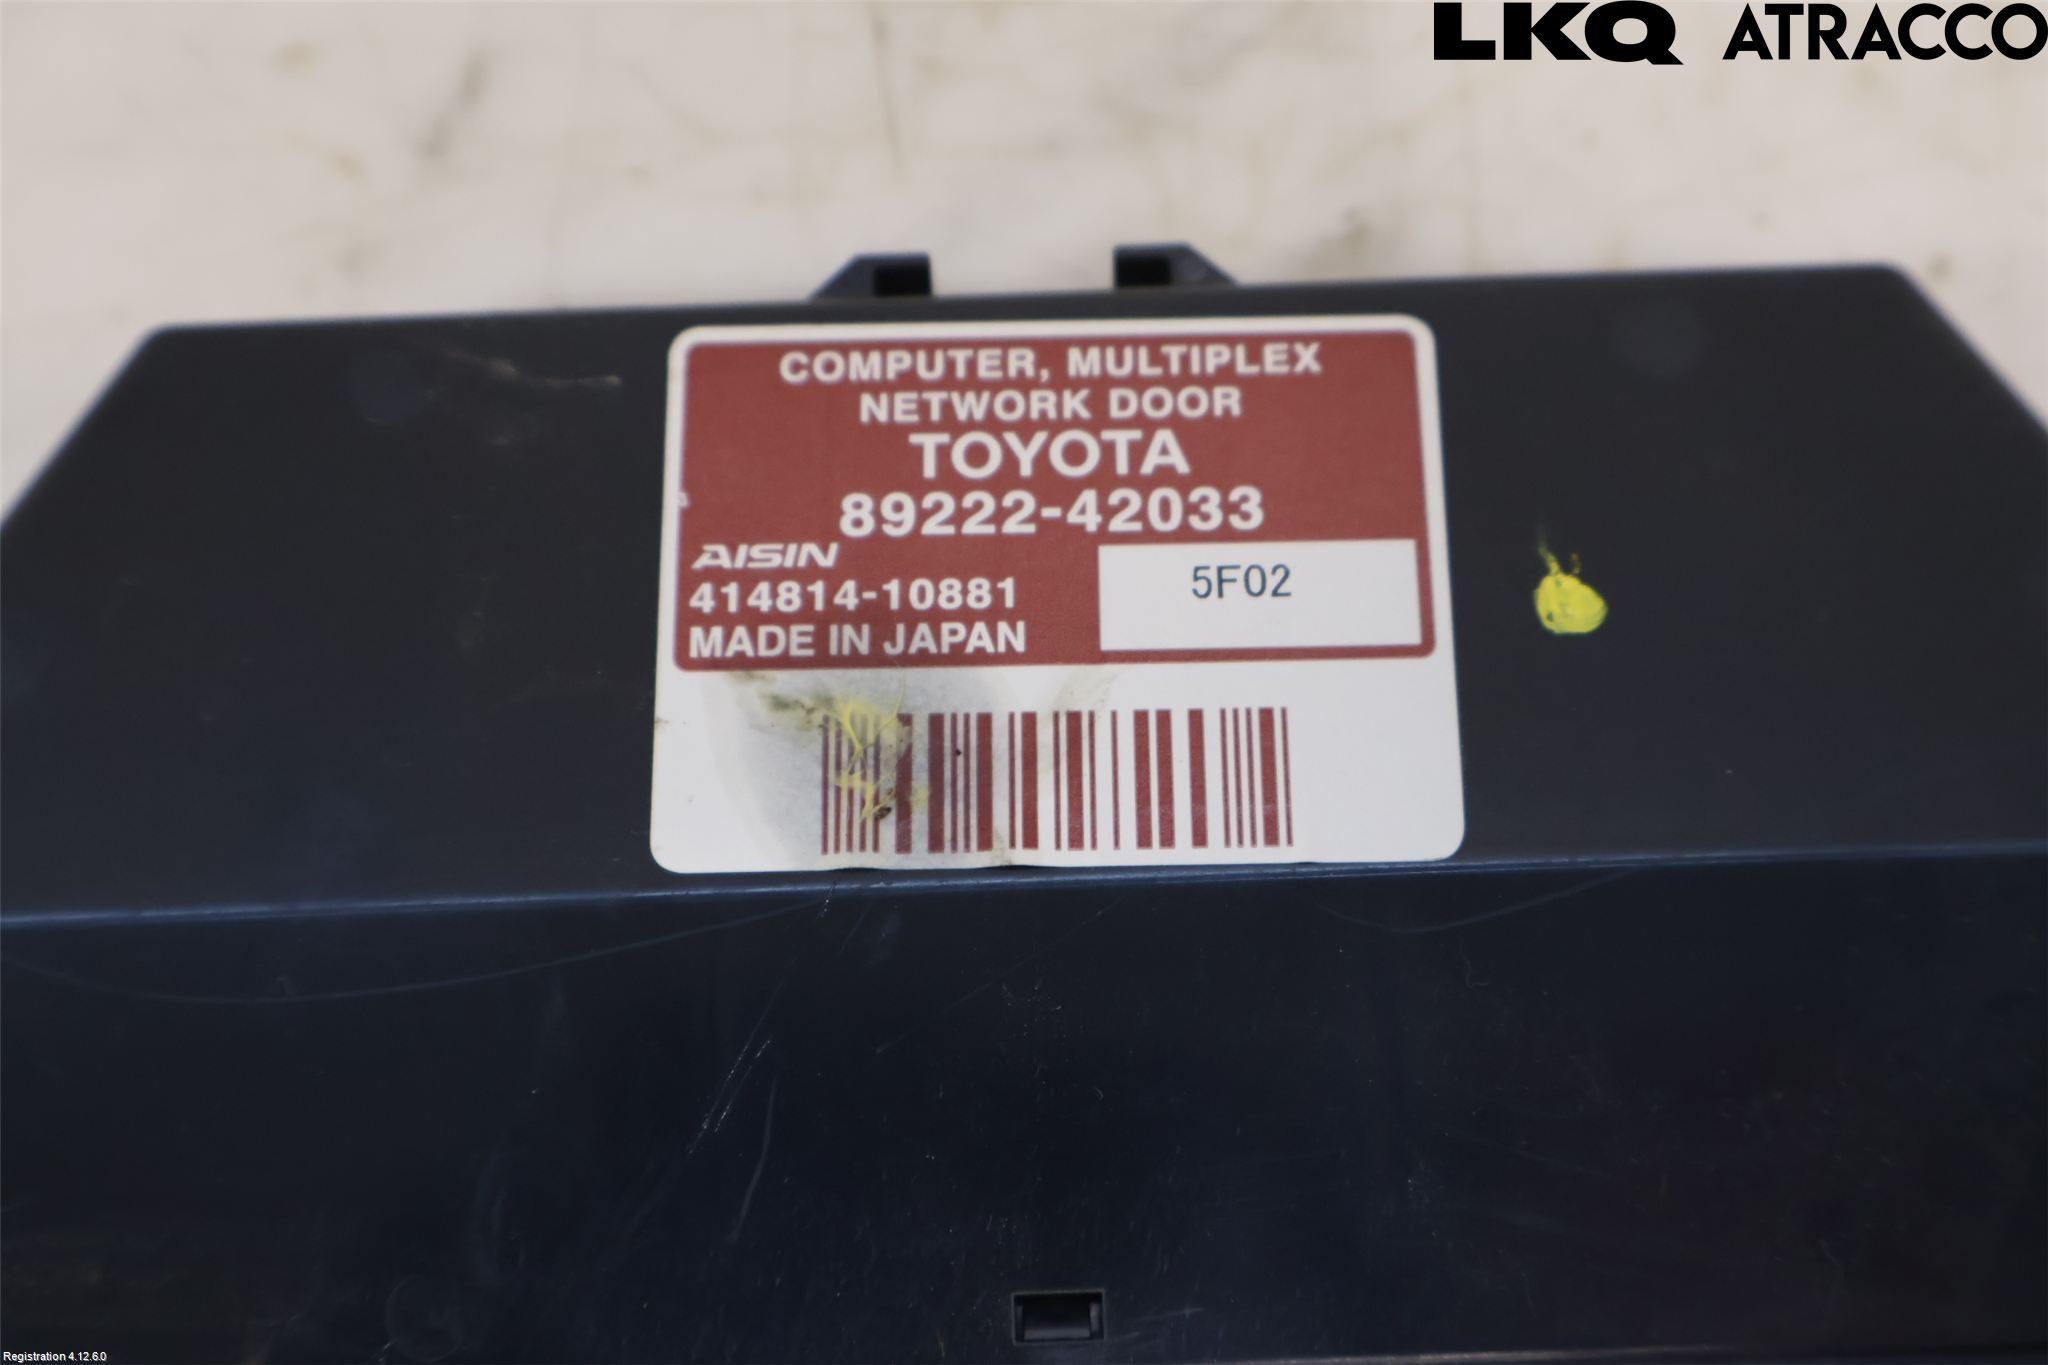 LKQ ATRACCO
COMPUTER, MULTIPLEX
NETWORK DOOR
TOYOTA
89222-42033
AISIN
414814-10881
5F02
MADE IN JAPAN
Registration 4.12.6.0